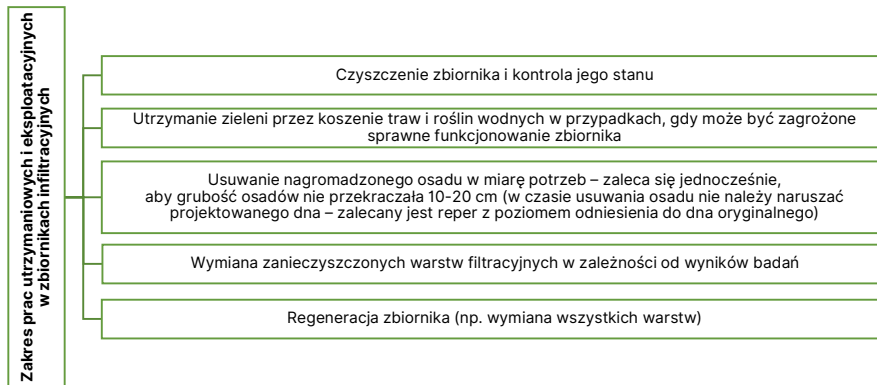 Zakres prac utrzymaniowych i eksploatacyjnych
w zbiornikach infiltracyjnych
Czyszczenie zbiornika i kontrola jego stanu
Utrzymanie zieleni przez koszenie traw i roślin wodnych w przypadkach, gdy może być zagrożone
sprawne funkcjonowanie zbiornika
Usuwanie nagromadzonego osadu w miarę potrzeb – zaleca się jednocześnie,
aby grubość osadów nie przekraczała 10-20 cm (w czasie usuwania osadu nie należy naruszać
projektowanego dna – zalecany jest reper z poziomem odniesienia do dna oryginalnego)
Wymiana zanieczyszczonych warstw filtracyjnych w zależności od wyników badań
Regeneracja zbiornika (np. wymiana wszystkich warstw)